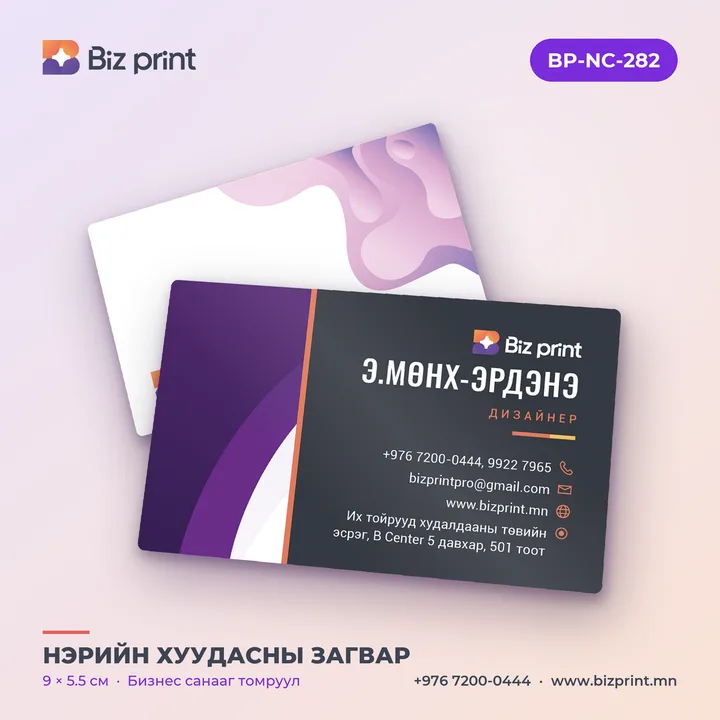 Biz print
BP-NC-282
Biz print
Э.МӨНХ-ЭРДЭНЭ
ДИЗАЙНЕР
+976 7200-0444, 9922 7965
bizprintpro@gmail.com
www.bizprint.mn
Их тойрууд худалдааны төвийн
эсрэг, B Center 5 давхар, 501 тоот
НЭРИЙН ХУУДАСНЫ ЗАГВАР
9 × 5.5 см · Бизнес санааг томруул
+976 7200-0444 · www.bizprint.mn